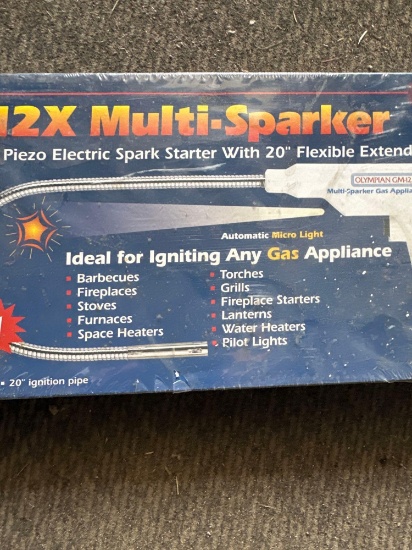 12X Multi-Sparker
Piezo Electric Spark Starter With 20" Flexible Extend
OLYMPIAN GM-12
Multi-Sparker Gas Applia
Automatic Micro Light
Ideal for Igniting Any Gas Appliance
▪ Barbecues
▪ Fireplaces
▪ Stoves
▪ Furnaces
▪ Space Heaters
▪ Torches
▪ Grills
▪ Fireplace Starters
▪ Lanterns
▪ Water Heaters
▪ Pilot Lights
▪ 20" ignition pipe